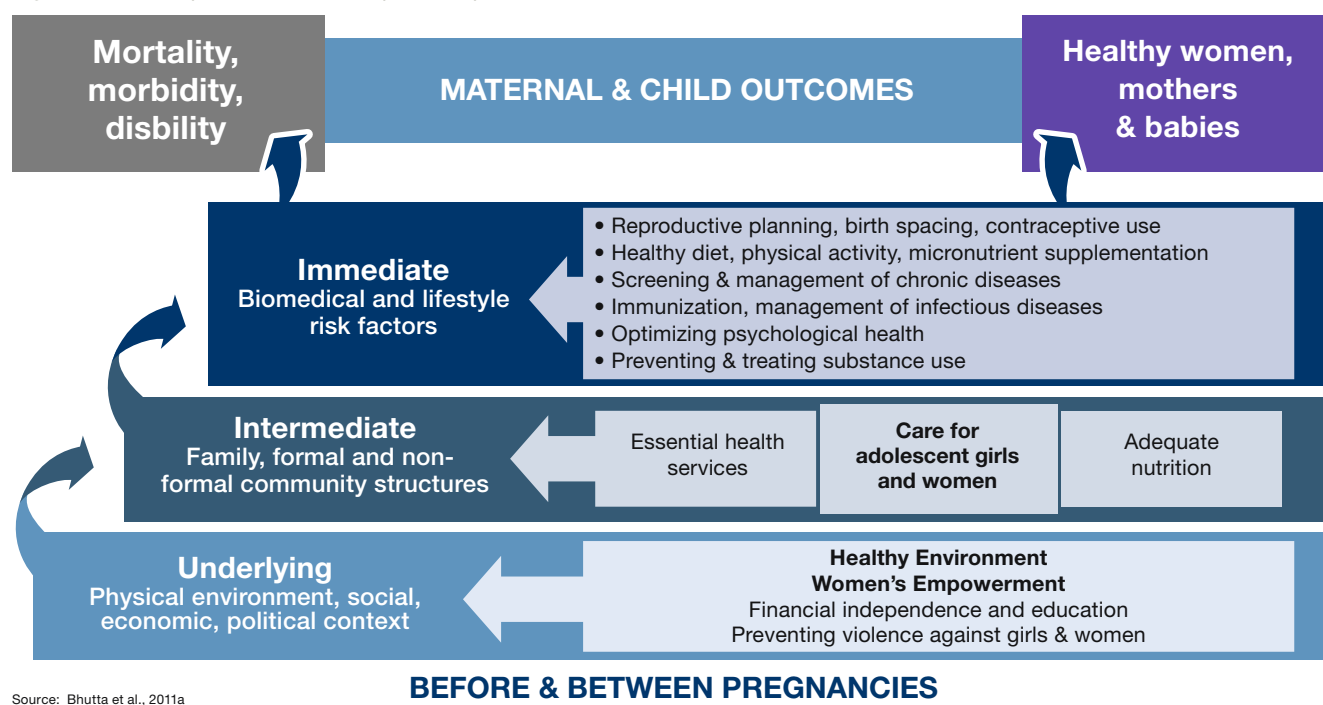 Mortality,
morbidity,
disbility
MATERNAL & CHILD OUTCOMES
Healthy women,
mothers
& babies
Immediate
Biomedical and lifestyle
risk factors
• Reproductive planning, birth spacing, contraceptive use
• Healthy diet, physical activity, micronutrient supplementation
• Screening & management of chronic diseases
• Immunization, management of infectious diseases
• Optimizing psychological health
• Preventing & treating substance use
Intermediate
Family, formal and non-
formal community structures
Essential health
services
Care for
adolescent girls
and women
Adequate
nutrition
Underlying
Physical environment, social,
economic, political context
Healthy Environment
Women’s Empowerment
Financial independence and education
Preventing violence against girls & women
BEFORE & BETWEEN PREGNANCIES
Source: Bhutta et al., 2011a